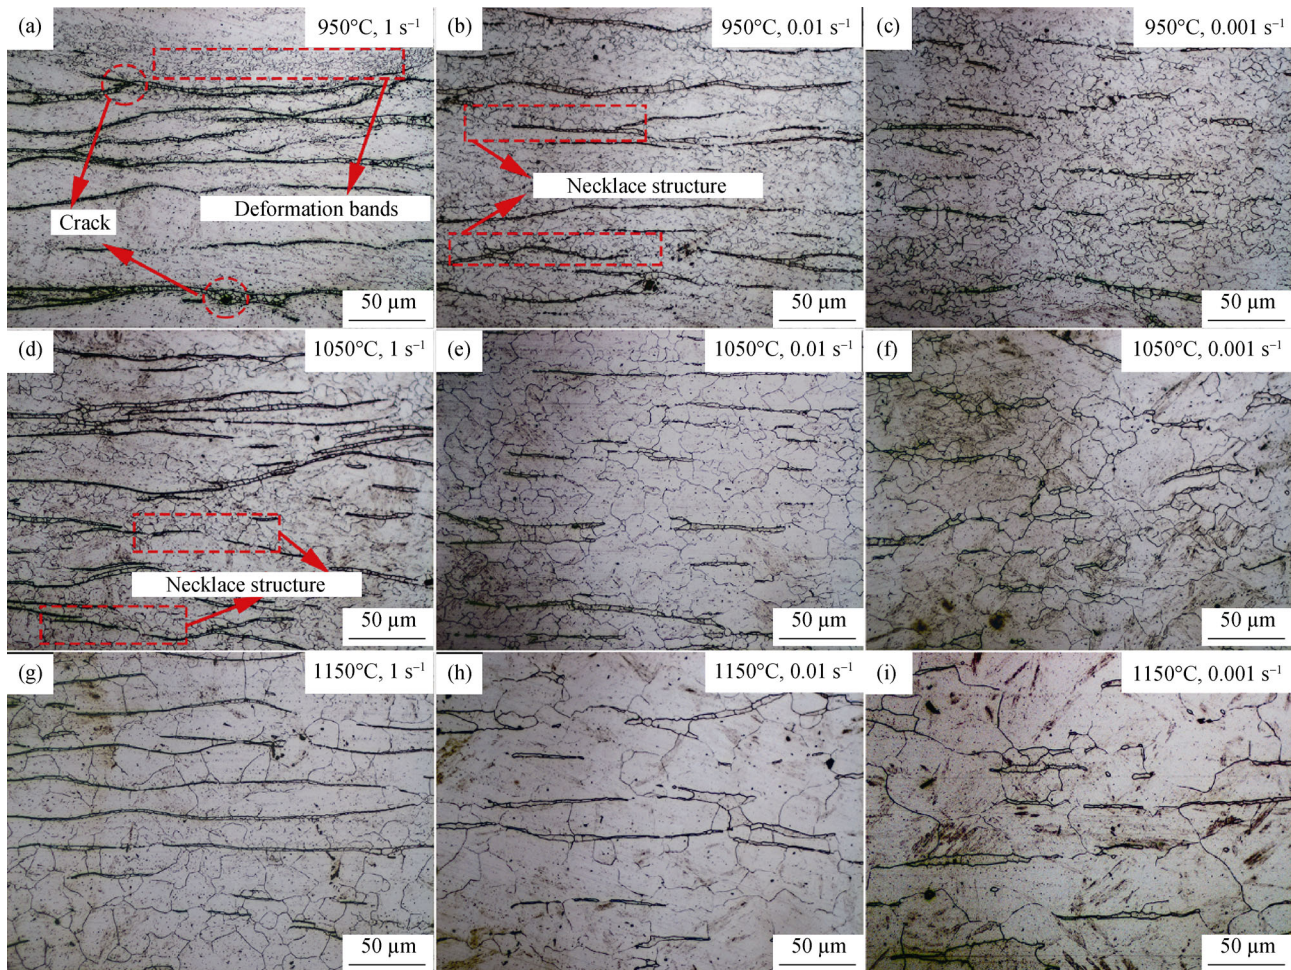 (a) 950°C, 1 s⁻¹
Crack
Deformation bands
50 µm
(b) 950°C, 0.01 s⁻¹
Necklace structure
50 µm
(c) 950°C, 0.001 s⁻¹
50 µm
(d) 1050°C, 1 s⁻¹
Necklace structure
50 µm
(e) 1050°C, 0.01 s⁻¹
50 µm
(f) 1050°C, 0.001 s⁻¹
50 µm
(g) 1150°C, 1 s⁻¹
50 µm
(h) 1150°C, 0.01 s⁻¹
50 µm
(i) 1150°C, 0.001 s⁻¹
50 µm